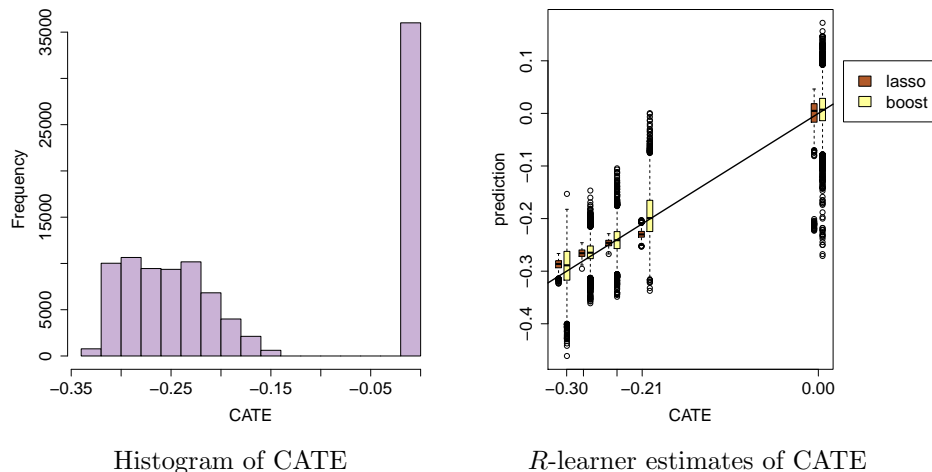 Frequency
35000
25000
15000
5000
0
−0.35
−0.25
−0.15
−0.05
CATE
Histogram of CATE
prediction
0.1
0.0
−0.1
−0.2
−0.3
−0.4
−0.30
−0.21
0.00
CATE
lasso
boost
R-learner estimates of CATE